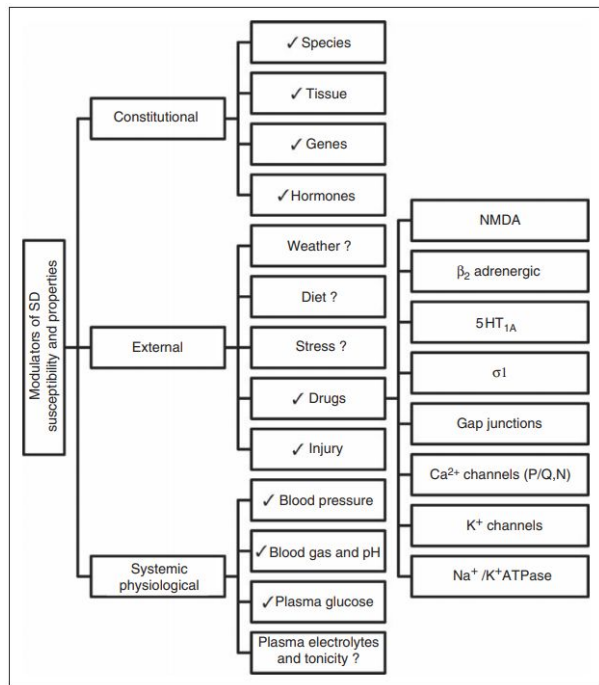 Modulators of SD
susceptibility and properties
Constitutional
✓ Species
✓ Tissue
✓ Genes
✓ Hormones
External
Weather ?
Diet ?
Stress ?
✓ Drugs
✓ Injury
NMDA
β₂ adrenergic
5HT₁A
σ1
Gap junctions
Ca²⁺ channels (P/Q,N)
K⁺ channels
Na⁺ /K⁺ATPase
Systemic
physiological
✓ Blood pressure
✓ Blood gas and pH
✓ Plasma glucose
Plasma electrolytes
and tonicity ?